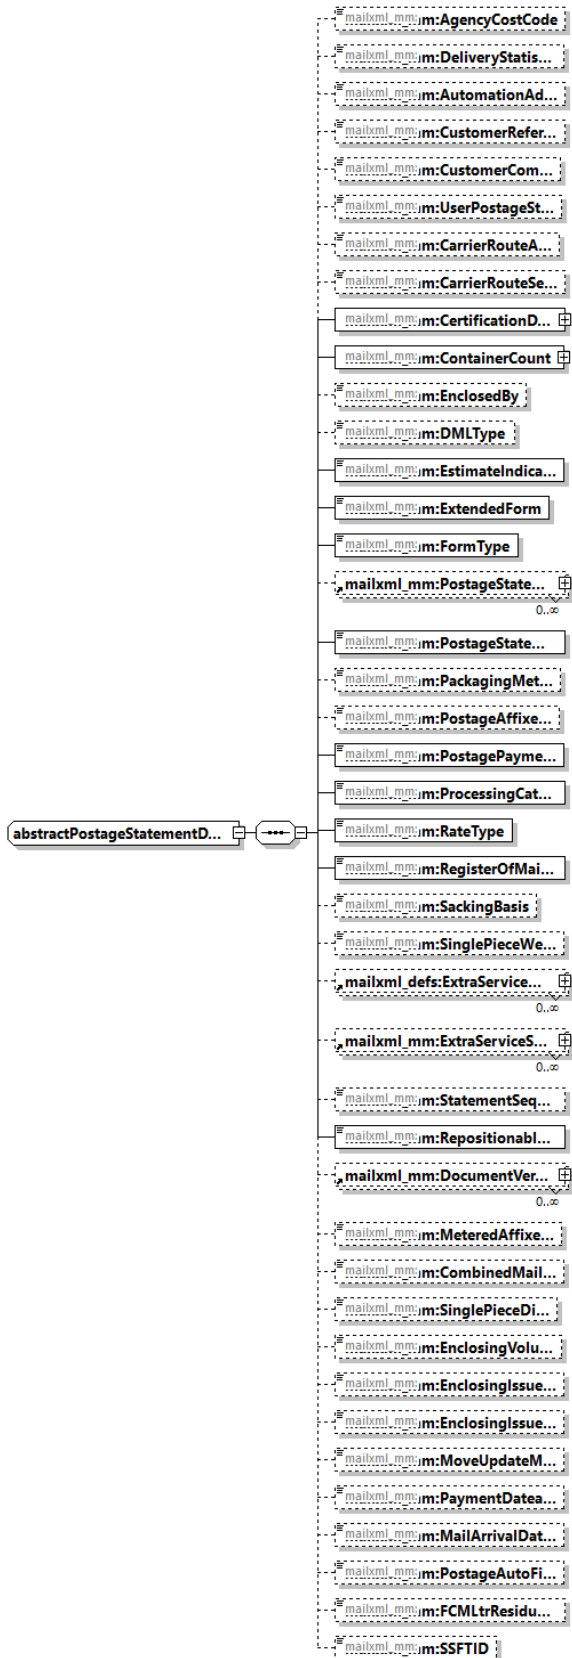 mailxml_mm:m:AgencyCostCode
mailxml_mm:m:DeliveryStatis...
mailxml_mm:m:AutomationAd...
mailxml_mm:m:CustomerRefer...
mailxml_mm:m:CustomerCom...
mailxml_mm:m:UserPostageSt...
mailxml_mm:m:CarrierRouteA...
mailxml_mm:m:CarrierRouteSe...
mailxml_mm:m:CertificationD...
mailxml_mm:m:ContainerCount
mailxml_mm:m:EnclosedBy
mailxml_mm:m:DMLType
mailxml_mm:m:EstimateIndica...
mailxml_mm:m:ExtendedForm
mailxml_mm:m:FormType
mailxml_mm:PostageState...
0..∞
mailxml_mm:m:PostageState...
mailxml_mm:m:PackagingMet...
mailxml_mm:m:PostageAffixe...
mailxml_mm:m:PostagePayme...
mailxml_mm:m:ProcessingCat...
abstractPostageStatementD...
mailxml_mm:m:RateType
mailxml_mm:m:RegisterOfMai...
mailxml_mm:m:SackingBasis
mailxml_mm:m:SinglePieceWe...
mailxml_defs:ExtraService...
0..∞
mailxml_mm:ExtraServiceS...
0..∞
mailxml_mm:m:StatementSeq...
mailxml_mm:m:Repositionabl...
mailxml_mm:DocumentVer...
0..∞
mailxml_mm:m:MeteredAffixe...
mailxml_mm:m:CombinedMail...
mailxml_mm:m:SinglePieceDi...
mailxml_mm:m:EnclosingVolu...
mailxml_mm:m:EnclosingIssue...
mailxml_mm:m:EnclosingIssue...
mailxml_mm:m:MoveUpdateM...
mailxml_mm:m:PaymentDatea...
mailxml_mm:m:MailArrivalDat...
mailxml_mm:m:PostageAutoFi...
mailxml_mm:m:FCMLtrResidu...
mailxml_mm:m:SSFTID